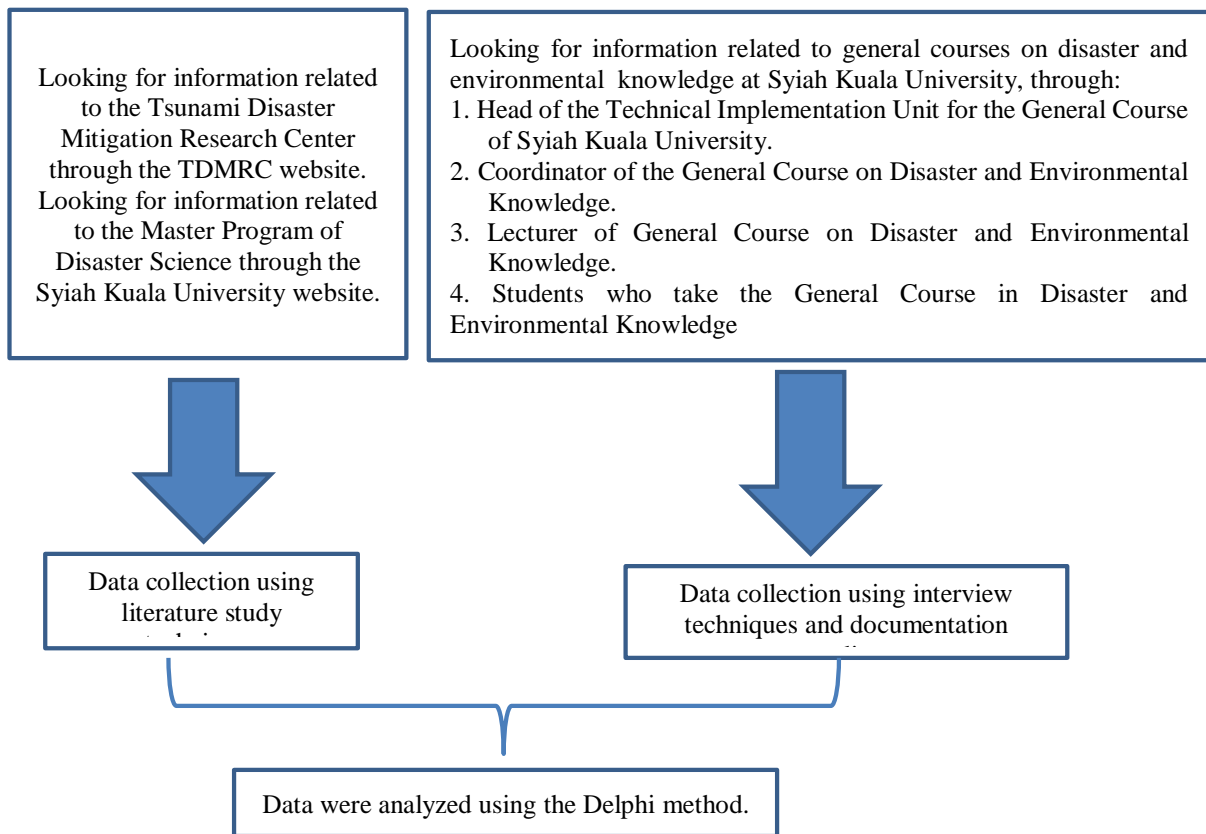 Looking for information related
to the Tsunami Disaster
Mitigation Research Center
through the TDMRC website.
Looking for information related
to the Master Program of
Disaster Science through the
Syiah Kuala University website.
Looking for information related to general courses on disaster and
environmental knowledge at Syiah Kuala University, through:
1. Head of the Technical Implementation Unit for the General Course
of Syiah Kuala University.
2. Coordinator of the General Course on Disaster and Environmental
Knowledge.
3. Lecturer of General Course on Disaster and Environmental
Knowledge.
4. Students who take the General Course in Disaster and
Environmental Knowledge
Data collection using
literature study
Data collection using interview
techniques and documentation
Data were analyzed using the Delphi method.